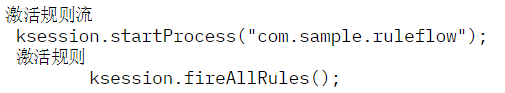 激活规则流
ksession.startProcess("com.sample.ruleflow");
激活规则
ksession.fireAllRules();